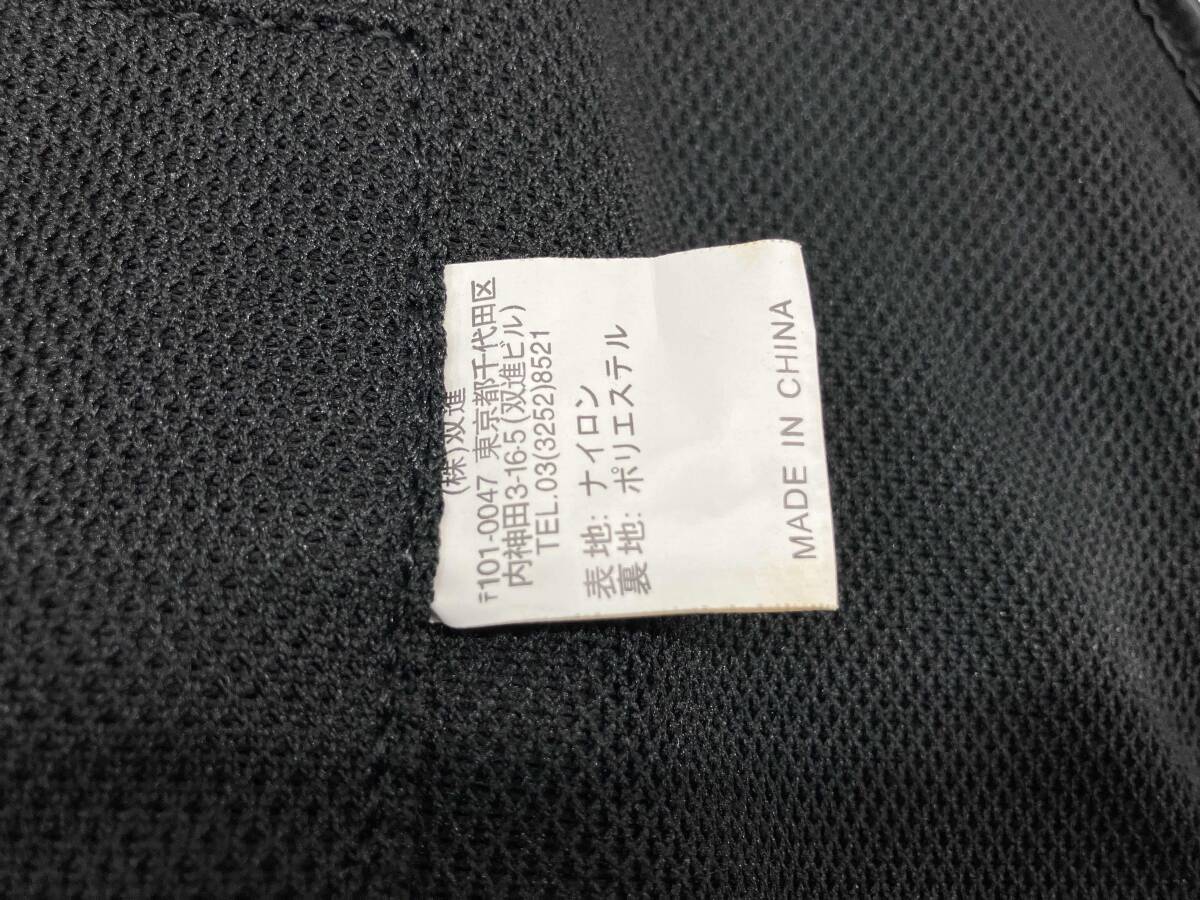 (株)双進
〒101-0047 東京都千代田区
内神田3-16-5(双進ビル)
TEL.03(3252)8521
表地: ナイロン
裏地: ポリエステル
MADE IN CHINA